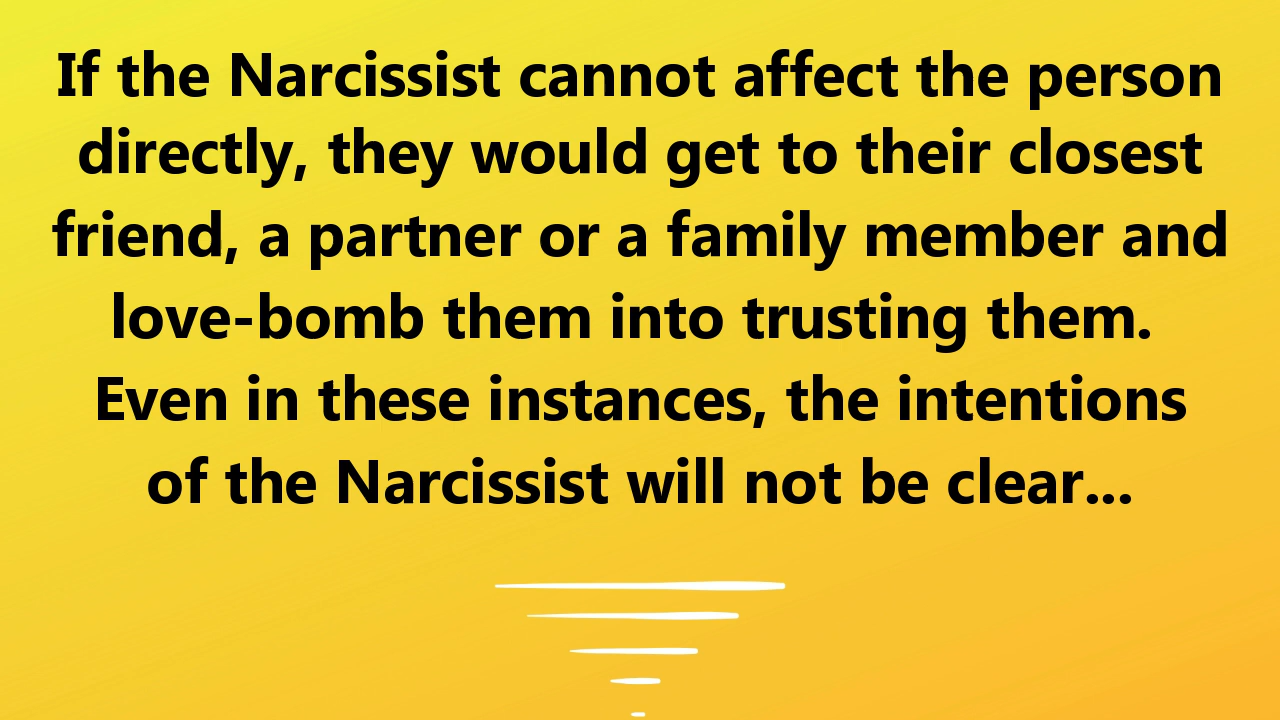 If the Narcissist cannot affect the person
directly, they would get to their closest
friend, a partner or a family member and
love-bomb them into trusting them.
Even in these instances, the intentions
of the Narcissist will not be clear...